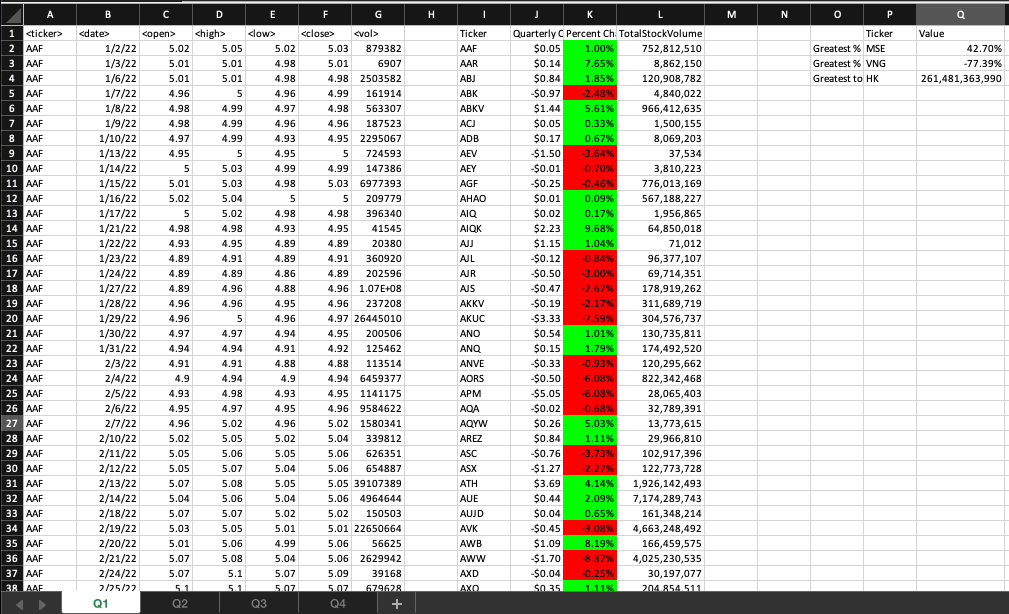 A B C D E F G H I J K L M N O P Q
1 <ticker> <date> <open> <high> <low> <close> <vol> Ticker Quarterly C Percent Ch TotalStockVolume Ticker Value
2 AAF 1/2/22 5.02 5.05 5.02 5.03 879382 AAF $0.05 1.00% 752,812,510 Greatest % MSE 42.70%
3 AAF 1/3/22 5.01 5.01 4.98 5.01 6907 AAR $0.14 7.65% 8,862,150 Greatest % VNG -77.39%
4 AAF 1/6/22 5.01 5.01 4.98 4.98 2503582 ABJ $0.84 1.85% 120,908,782 Greatest to HK 261,481,363,990
5 AAF 1/7/22 4.96 5 4.96 4.99 161914 ABK -$0.97 -2.48% 4,840,022
6 AAF 1/8/22 4.98 4.99 4.97 4.98 563307 ABKV $1.44 5.61% 966,412,635
7 AAF 1/9/22 4.98 4.99 4.96 4.96 187523 ACJ $0.05 0.33% 1,500,155
8 AAF 1/10/22 4.97 4.99 4.93 4.95 2295067 ADB $0.17 0.67% 8,069,203
9 AAF 1/13/22 4.95 5 4.95 5 724593 AEV -$1.50 -3.64% 37,534
10 AAF 1/14/22 5 5.03 4.99 4.99 147386 AEY -$0.01 -0.70% 3,810,223
11 AAF 1/15/22 5.01 5.03 4.98 5.03 6977393 AGF -$0.25 -0.46% 776,013,169
12 AAF 1/16/22 5.02 5.04 5 5 209779 AHAO $0.01 0.09% 567,188,227
13 AAF 1/17/22 5 5.02 4.98 4.98 396340 AIQ $0.02 0.17% 1,956,865
14 AAF 1/21/22 4.98 4.98 4.93 4.95 41545 AIQK $2.23 9.68% 64,850,018
15 AAF 1/22/22 4.93 4.95 4.89 4.89 20380 AJJ $1.15 1.04% 71,012
16 AAF 1/23/22 4.89 4.91 4.89 4.91 360920 AJL -$0.12 -0.84% 96,377,107
17 AAF 1/24/22 4.89 4.89 4.86 4.89 202596 AJR -$0.50 -3.00% 69,714,351
18 AAF 1/27/22 4.89 4.96 4.88 4.96 1.07E+08 AJS -$0.47 -2.67% 178,919,262
19 AAF 1/28/22 4.96 4.96 4.95 4.96 237208 AKKV -$0.19 -2.17% 311,689,719
20 AAF 1/29/22 4.96 5 4.96 4.97 26445010 AKUC -$3.33 -7.59% 304,576,737
21 AAF 1/30/22 4.97 4.97 4.94 4.95 200506 ANO $0.54 1.01% 130,735,811
22 AAF 1/31/22 4.94 4.94 4.91 4.92 125462 ANQ $0.15 1.79% 174,492,520
23 AAF 2/3/22 4.91 4.91 4.88 4.88 113514 ANVE -$0.33 -0.93% 120,295,662
24 AAF 2/4/22 4.9 4.94 4.9 4.94 6459377 AORS -$0.50 -6.08% 822,342,468
25 AAF 2/5/22 4.93 4.98 4.93 4.95 1141175 APM -$5.05 -6.08% 28,065,403
26 AAF 2/6/22 4.95 4.97 4.95 4.96 9584622 AQA -$0.02 -0.68% 32,789,391
27 AAF 2/7/22 4.96 5.02 4.96 5.02 1580341 AQYW $0.26 5.03% 13,773,615
28 AAF 2/10/22 5.02 5.05 5.02 5.04 339812 AREZ $0.84 1.11% 29,966,810
29 AAF 2/11/22 5.05 5.06 5.05 5.06 626351 ASC -$0.76 -3.73% 102,917,396
30 AAF 2/12/22 5.05 5.07 5.04 5.06 654887 ASX -$1.27 -2.27% 122,773,728
31 AAF 2/13/22 5.07 5.08 5.05 5.05 39107389 ATH $3.69 4.14% 1,926,142,493
32 AAF 2/14/22 5.04 5.06 5.04 5.06 4964644 AUE $0.44 2.09% 7,174,289,743
33 AAF 2/18/22 5.07 5.07 5.02 5.02 150503 AUJD $0.04 0.65% 161,348,214
34 AAF 2/19/22 5.03 5.05 5.01 5.01 22650664 AVK -$0.45 -3.08% 4,663,248,492
35 AAF 2/20/22 5.01 5.06 4.99 5.06 56625 AWB $1.09 8.19% 166,459,575
36 AAF 2/21/22 5.07 5.08 5.04 5.06 2629942 AWW -$1.70 -8.37% 4,025,230,535
37 AAF 2/24/22 5.07 5.1 5.07 5.09 39168 AXD -$0.04 -0.25% 30,197,077
38 AAF 2/25/22 5.1 5.1 5.07 5.07 679628 AXO $0.35 1.11% 204,854,511
Q1 Q2 Q3 Q4 +